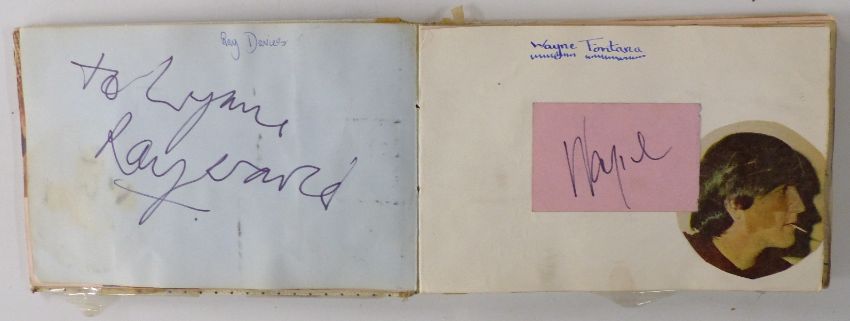 Ray Davies
To Lynne
Ray Davies
Wayne Fontana
Wayne